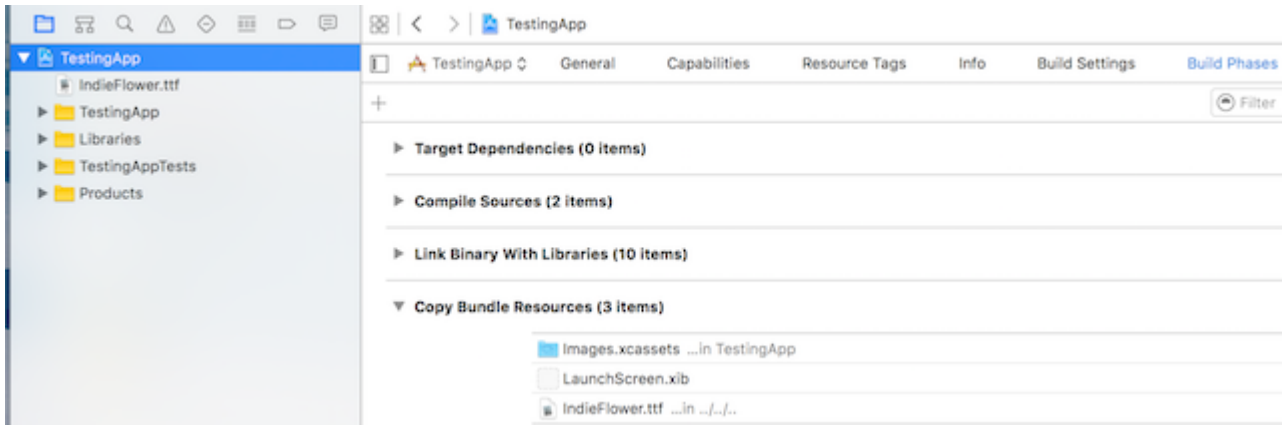 TestingApp
TestingApp
IndieFlower.ttf
TestingApp
Libraries
TestingAppTests
Products
TestingApp General Capabilities Resource Tags Info Build Settings Build Phases
Filter
Target Dependencies (0 items)
Compile Sources (2 items)
Link Binary With Libraries (10 items)
Copy Bundle Resources (3 items)
Images.xcassets ...in TestingApp
LaunchScreen.xib
IndieFlower.ttf ...in ../../..